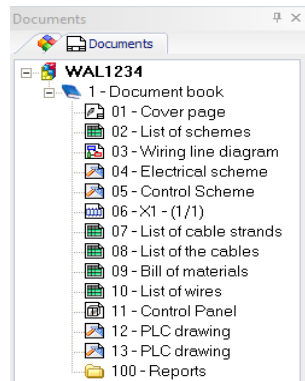 Documents
Documents
WAL1234
1 - Document book
01 - Cover page
02 - List of schemes
03 - Wiring line diagram
04 - Electrical scheme
05 - Control Scheme
06 - X1 - (1/1)
07 - List of cable strands
08 - List of the cables
09 - Bill of materials
10 - List of wires
11 - Control Panel
12 - PLC drawing
13 - PLC drawing
100 - Reports